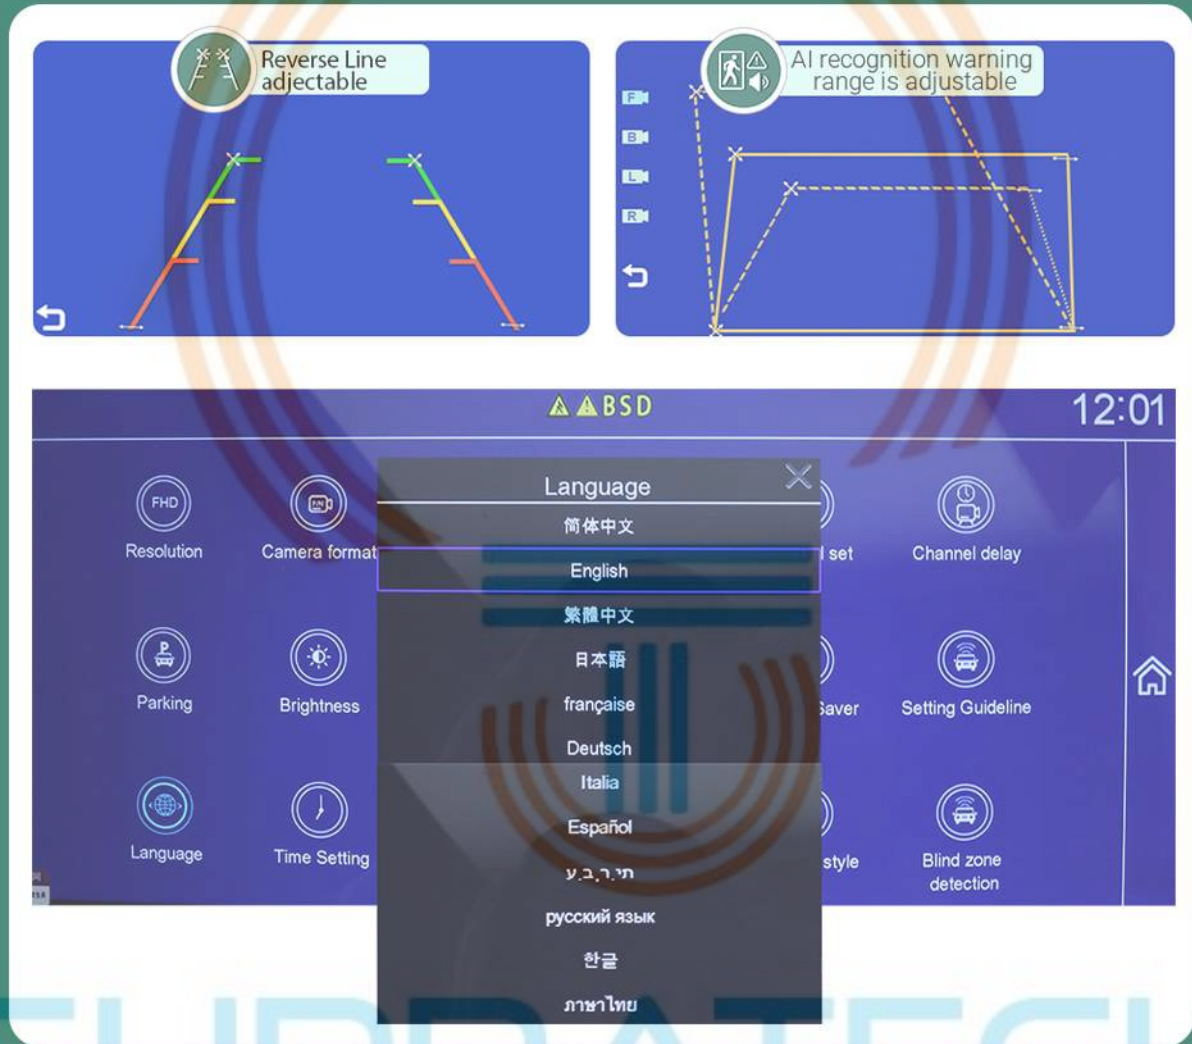 Reverse Line
adjectable
AI recognition warning
range is adjustable
F
B
L
R
BSD
12:01
FHD
Resolution
P/N
Camera format
Language
简体中文
English
繁體中文
日本語
française
Deutsch
Italia
Español
תי.ר.ב.ע
русский язык
한글
ภาษาไทย
set
Channel delay
P
Parking
Brightness
Saver
Setting Guideline
Language
Time Setting
style
Blind zone
detection